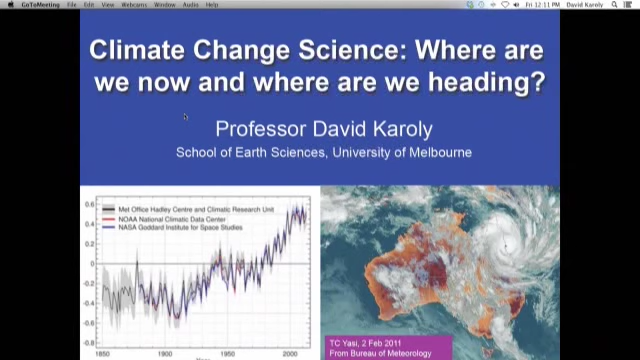 GoToMeeting File Edit View Webcams Window Audio Help
Fri 12:11 PM David Karoly
Climate Change Science: Where are
we now and where are we heading?
Professor David Karoly
School of Earth Sciences, University of Melbourne
Met Office Hadley Centre and Climatic Research Unit
NOAA National Climatic Data Center
NASA Goddard Institute for Space Studies
0.6
0.4
0.2
0
-0.2
-0.4
-0.6
-0.8
1850
1900
1950
2000
TC Yasi, 2 Feb 2011
From Bureau of Meteorology